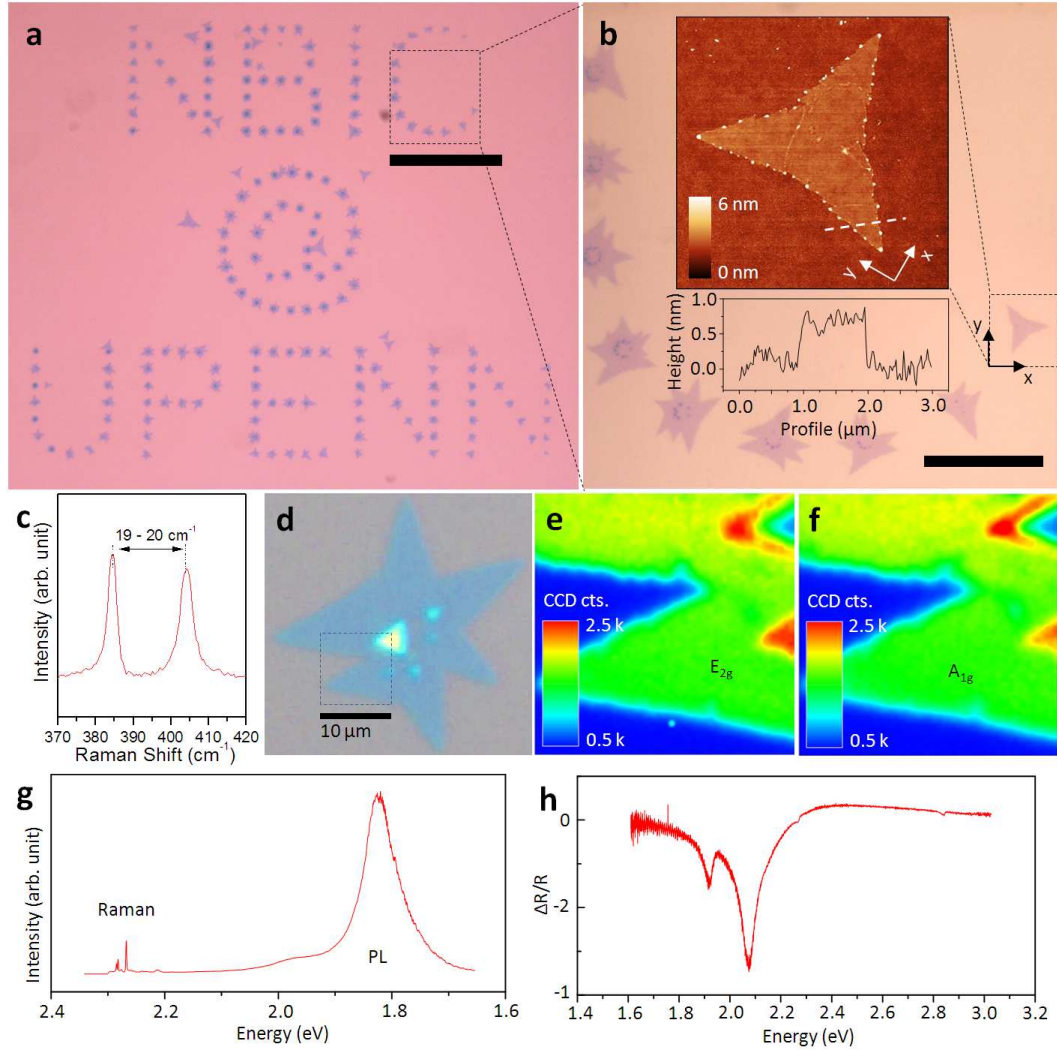 a
NBIC
@
UPENN
b
6 nm
0 nm
y
x
1.0
0.5
0.0
Height (nm)
0.0 1.0 2.0 3.0
Profile (µm)
y
x
c
19 - 20 cm⁻¹
Intensity (arb. unit)
370 380 390 400 410 420
Raman Shift (cm⁻¹)
d
10 µm
e
CCD cts.
2.5 k
0.5 k
E₂g
f
CCD cts.
2.5 k
0.5 k
A₁g
g
Intensity (arb. unit)
Raman
PL
2.4 2.2 2.0 1.8 1.6
Energy (eV)
h
ΔR/R
0
-2
-1
1.4 1.6 1.8 2.0 2.2 2.4 2.6 2.8 3.0 3.2
Energy (eV)